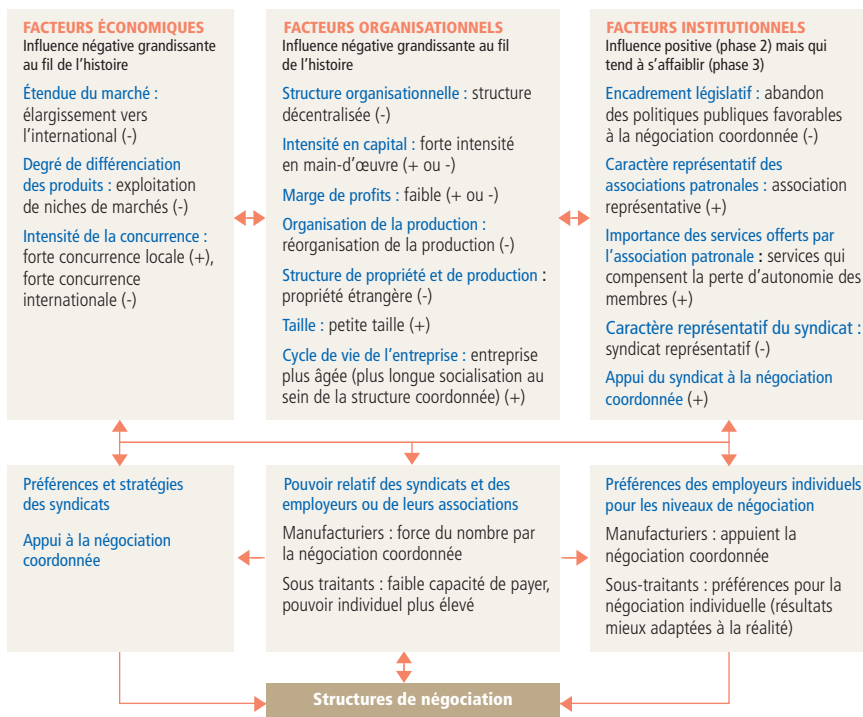 FACTEURS ÉCONOMIQUES
Influence négative grandissante
au fil de l'histoire
Étendue du marché :
élargissement vers
l'international (-)
Degré de différenciation
des produits : exploitation
de niches de marchés (-)
Intensité de la concurrence :
forte concurrence locale (+),
forte concurrence
internationale (-)
FACTEURS ORGANISATIONNELS
Influence négative grandissante au fil
de l'histoire
Structure organisationnelle : structure
décentralisée (-)
Intensité en capital : forte intensité
en main-d'œuvre (+ ou -)
Marge de profits : faible (+ ou -)
Organisation de la production :
réorganisation de la production (-)
Structure de propriété et de production :
propriété étrangère (-)
Taille : petite taille (+)
Cycle de vie de l'entreprise : entreprise
plus âgée (plus longue socialisation au
sein de la structure coordonnée) (+)
FACTEURS INSTITUTIONNELS
Influence positive (phase 2) mais qui
tend à s'affaiblir (phase 3)
Encadrement législatif : abandon
des politiques publiques favorables
à la négociation coordonnée (-)
Caractère représentatif des
associations patronales : association
représentative (+)
Importance des services offerts par
l'association patronale : services qui
compensent la perte d'autonomie des
membres (+)
Caractère représentatif du syndicat :
syndicat représentatif (-)
Appui du syndicat à la négociation
coordonnée (+)
Préférences et stratégies
des syndicats
Appui à la négociation
coordonnée
Pouvoir relatif des syndicats et des
employeurs ou de leurs associations
Manufacturiers : force du nombre par
la négociation coordonnée
Sous traitants : faible capacité de payer,
pouvoir individuel plus élevé
Préférences des employeurs individuels
pour les niveaux de négociation
Manufacturiers : appuient la
négociation coordonnée
Sous-traitants : préférences pour la
négociation individuelle (résultats
mieux adaptées à la réalité)
Structures de négociation